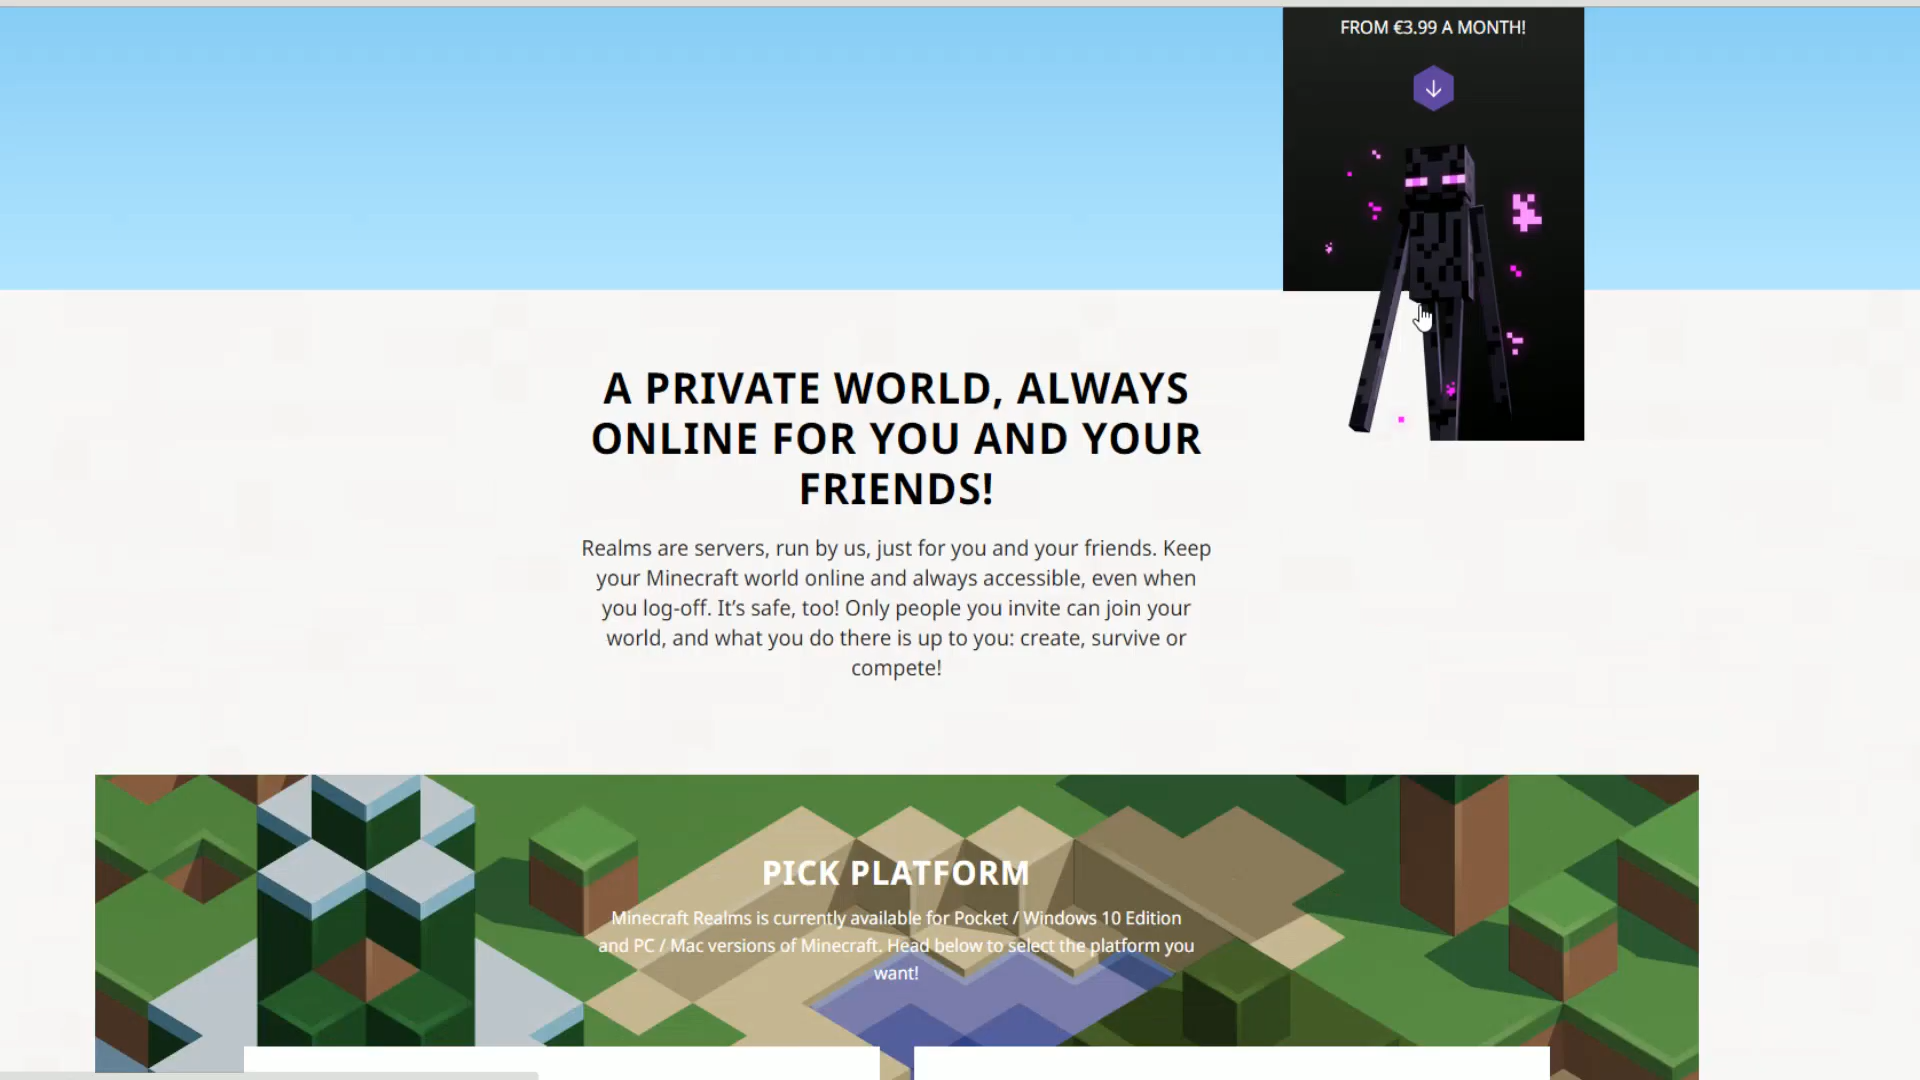 FROM €3.99 A MONTH!
A PRIVATE WORLD, ALWAYS
ONLINE FOR YOU AND YOUR
FRIENDS!
Realms are servers, run by us, just for you and your friends. Keep
your Minecraft world online and always accessible, even when
you log-off. It’s safe, too! Only people you invite can join your
world, and what you do there is up to you: create, survive or
compete!
PICK PLATFORM
Minecraft Realms is currently available for Pocket / Windows 10 Edition
and PC / Mac versions of Minecraft. Head below to select the platform you
want!